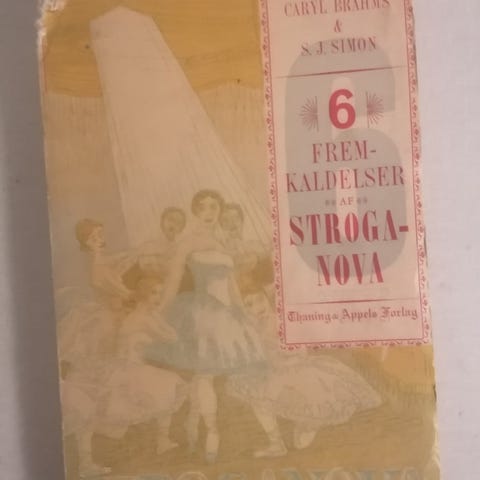 CARYL BRAHMS
&
S. J. SIMON
6
FREM-
KALDELSER
AF
STROGA-
NOVA
Thaning & Appels Forlag